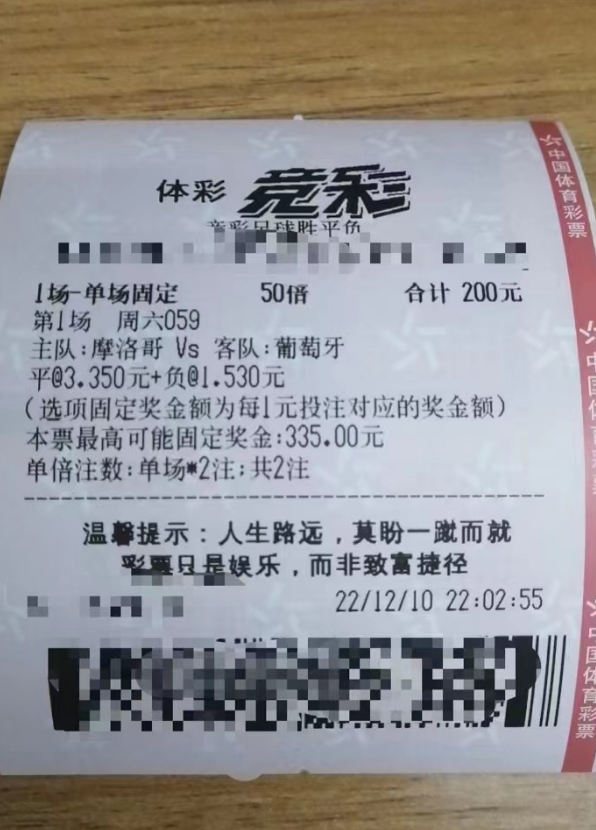 体彩 竞彩
竞彩足球胜平负
1场-单场固定 50倍 合计 200元
第1场 周六059
主队:摩洛哥 Vs 客队:葡萄牙
平@3.350元+负@1.530元
(选项固定奖金额为每1元投注对应的奖金额)
本票最高可能固定奖金:335.00元
单倍注数:单场*2注;共2注
温馨提示：人生路远，莫盼一蹴而就
彩票只是娱乐，而非致富捷径
22/12/10 22:02:55
中国体育彩票
中国体育彩票